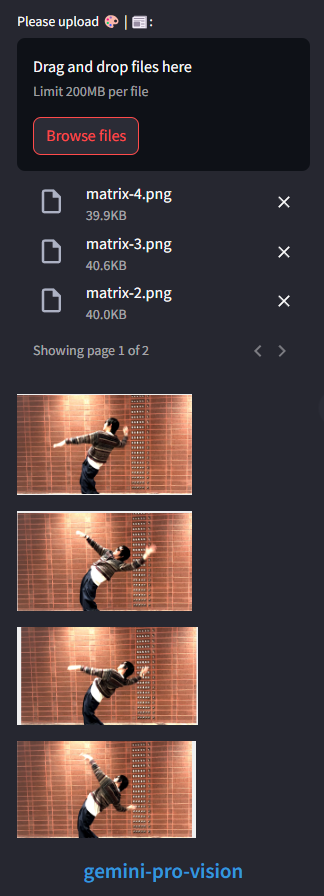 Please upload 🎨 | 📰:
Drag and drop files here
Limit 200MB per file
Browse files
matrix-4.png
39.9KB
matrix-3.png
40.6KB
matrix-2.png
40.0KB
Showing page 1 of 2
gemini-pro-vision